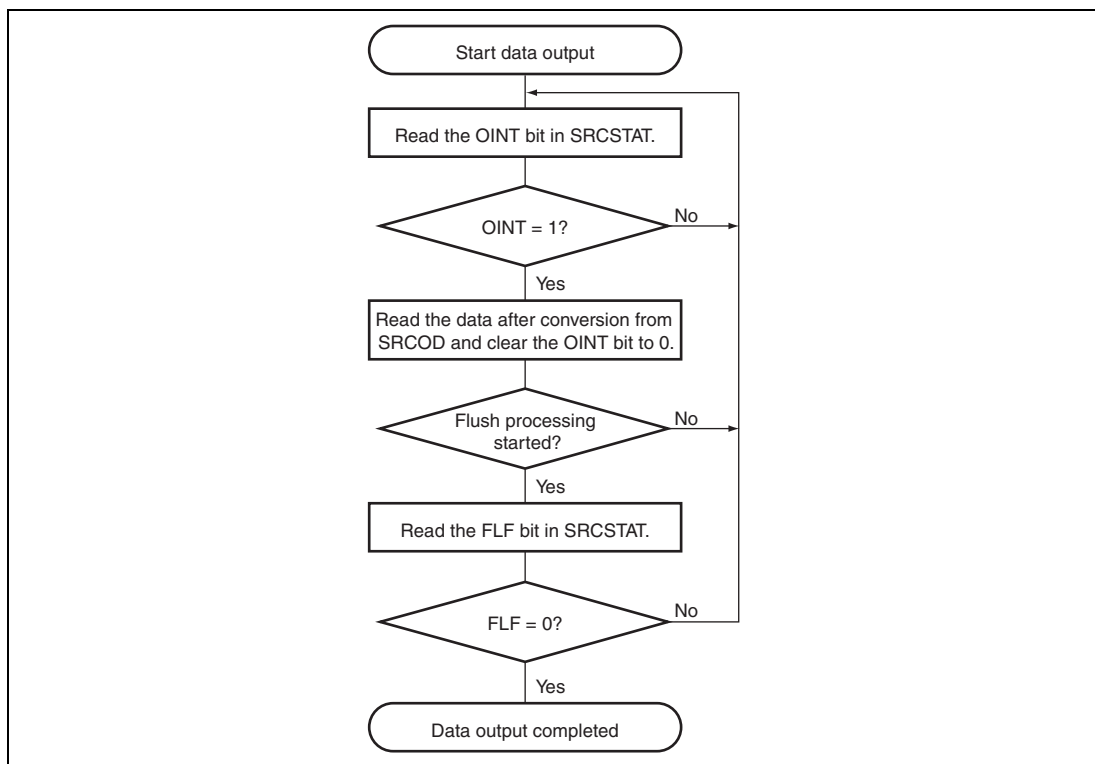 Start data output
Read the OINT bit in SRCSTAT.
OINT = 1?
No
Yes
Read the data after conversion from
SRCOD and clear the OINT bit to 0.
Flush processing
started?
No
Yes
Read the FLF bit in SRCSTAT.
FLF = 0?
No
Yes
Data output completed